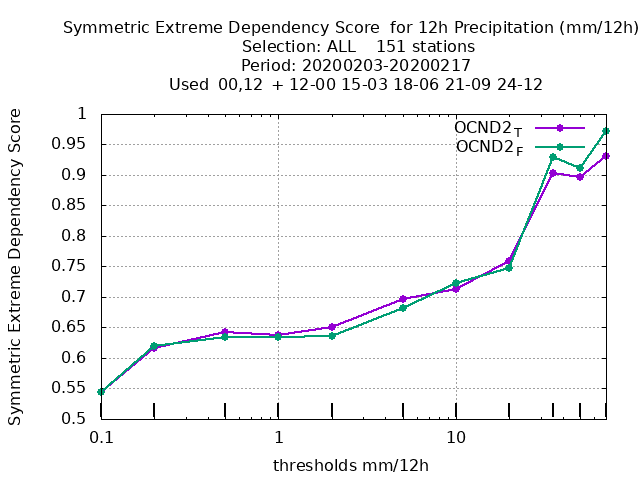 Symmetric Extreme Dependency Score  for 12h Precipitation (mm/12h)
Selection: ALL    151 stations
Period: 20200203-20200217
Used  00,12  + 12-00 15-03 18-06 21-09 24-12
Symmetric Extreme Dependency Score
1
0.95
0.9
0.85
0.8
0.75
0.7
0.65
0.6
0.55
0.5
OCND2T
OCND2F
0.1
1
10
thresholds mm/12h